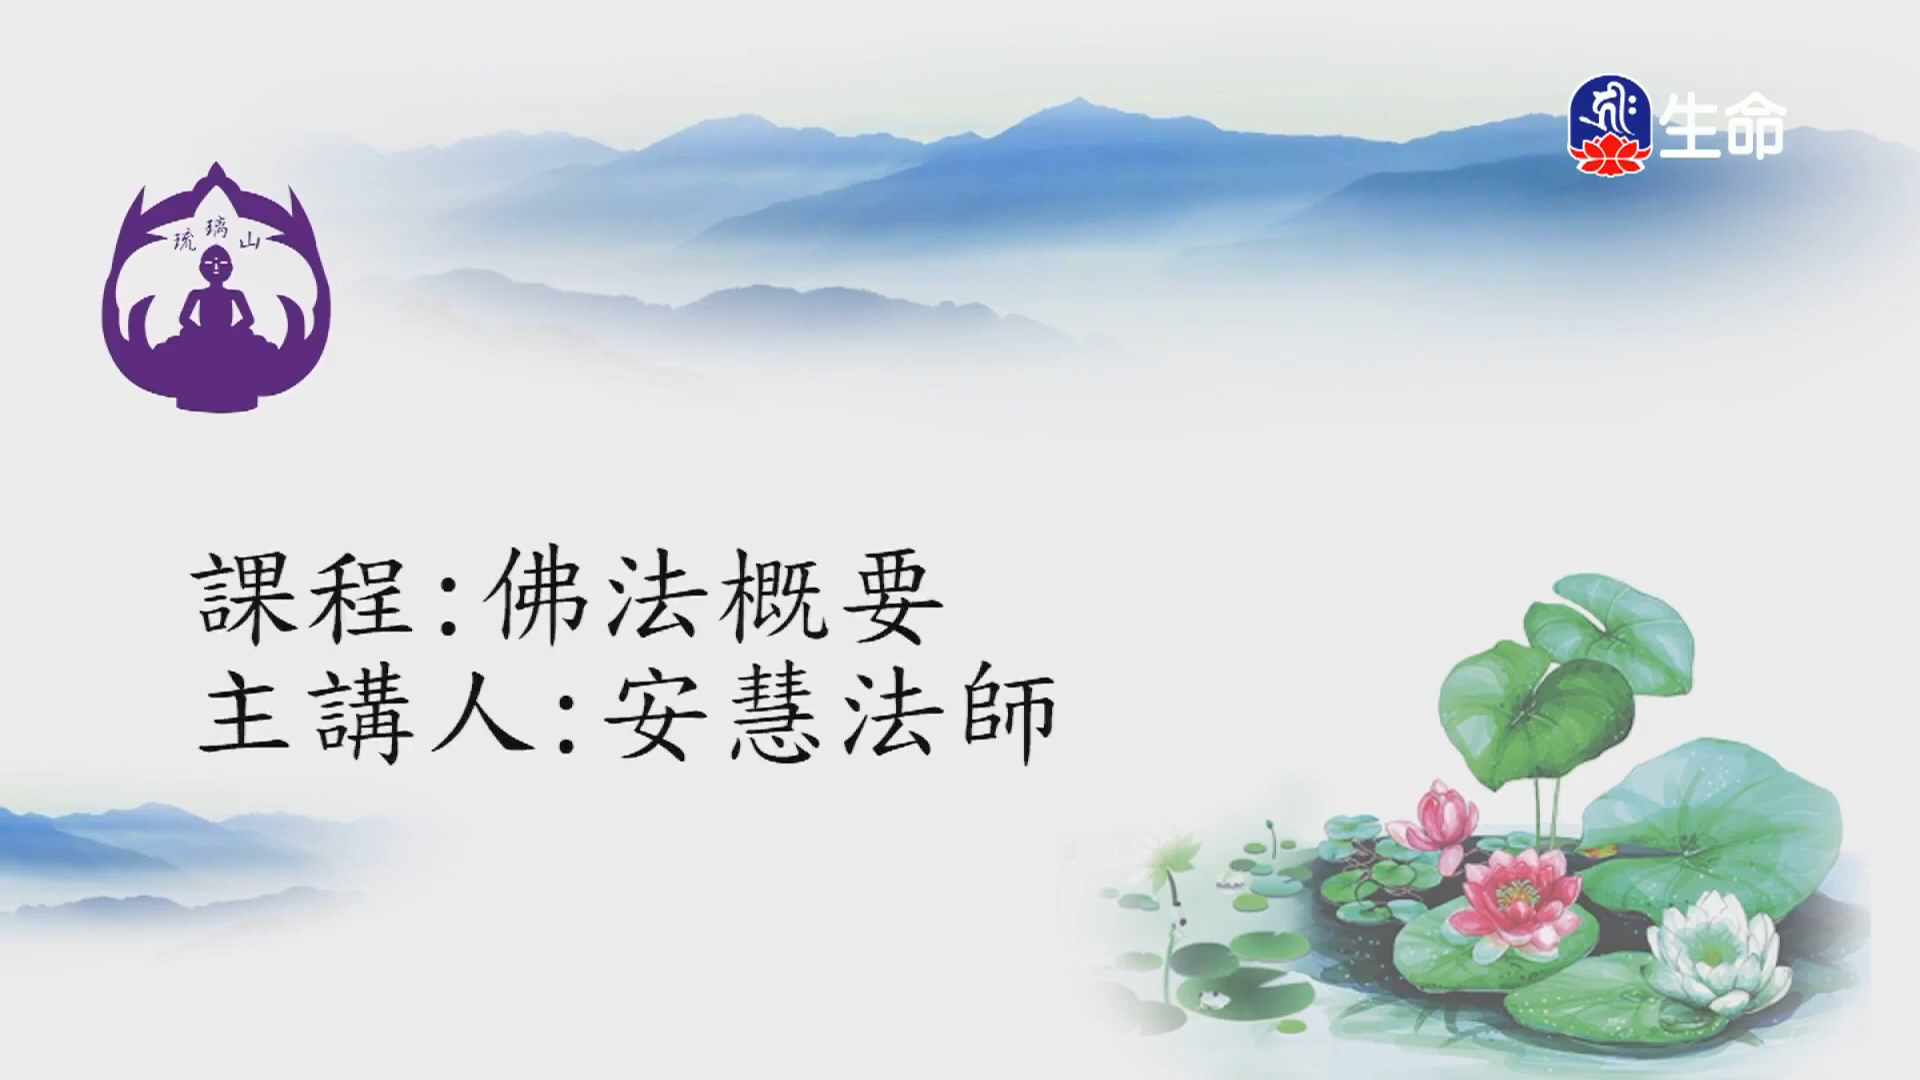 生命
琉璃山
課程:佛法概要
主講人:安慧法師